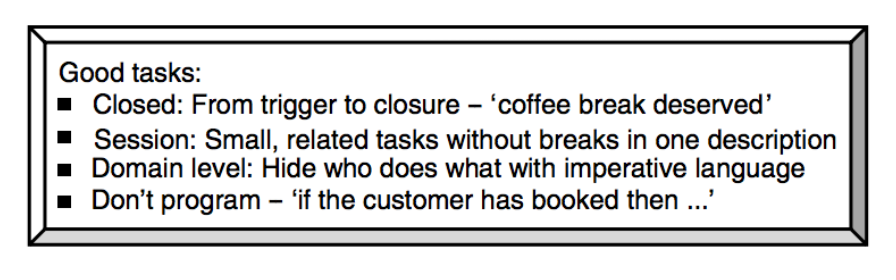 Good tasks:
■ Closed: From trigger to closure – ‘coffee break deserved’
■ Session: Small, related tasks without breaks in one description
■ Domain level: Hide who does what with imperative language
■ Don’t program – ‘if the customer has booked then ...’